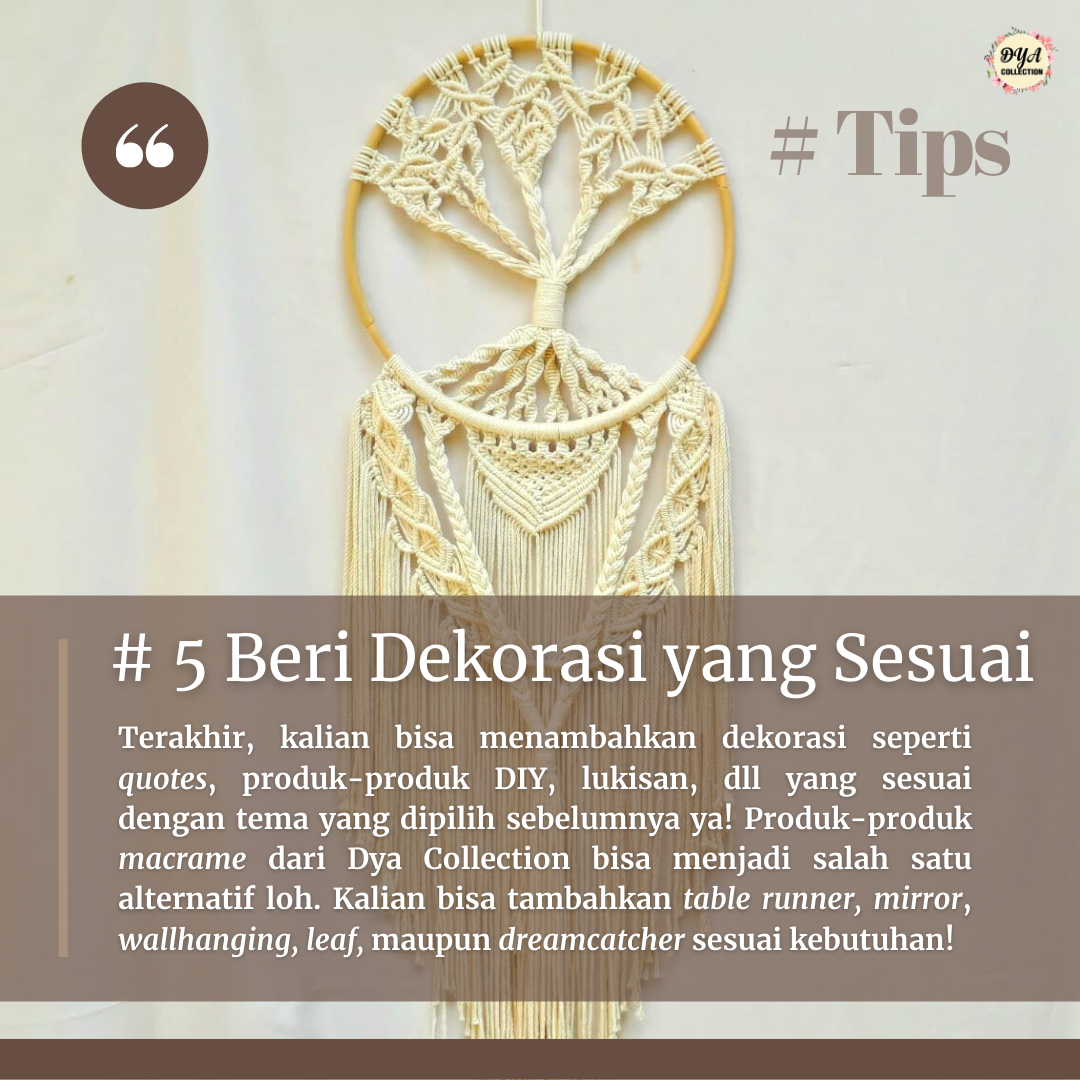 DYA
COLLECTION
# Tips
# 5 Beri Dekorasi yang Sesuai
Terakhir, kalian bisa menambahkan dekorasi seperti
quotes, produk-produk DIY, lukisan, dll yang sesuai
dengan tema yang dipilih sebelumnya ya! Produk-produk
macrame dari Dya Collection bisa menjadi salah satu
alternatif loh. Kalian bisa tambahkan table runner, mirror,
wallhanging, leaf, maupun dreamcatcher sesuai kebutuhan!